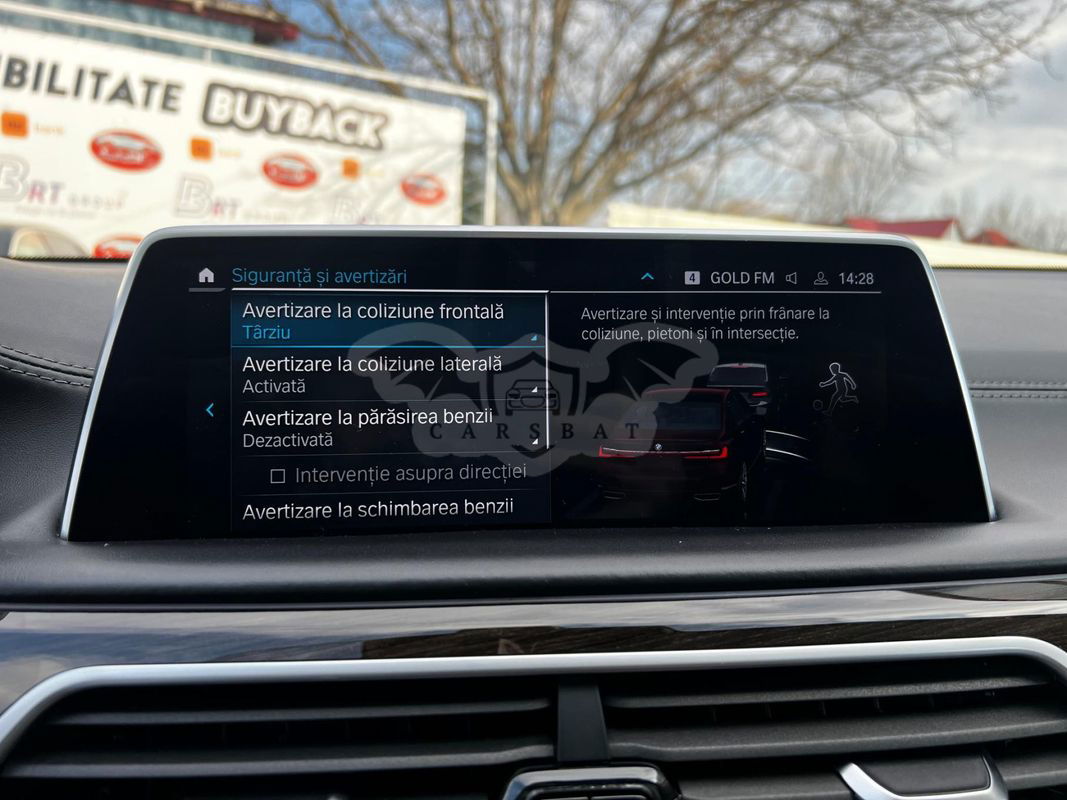 BILITATE BUYBACK
BRT GROUP
Siguranță și avertizări
4 GOLD FM 14:28
Avertizare la coliziune frontală
Târziu
Avertizare la coliziune laterală
Activată
Avertizare la părăsirea benzii
Dezactivată
Intervenție asupra direcției
Avertizare la schimbarea benzii
Avertizare și intervenție prin frânare la
coliziune, pietoni și în intersecție.
CARSBAT